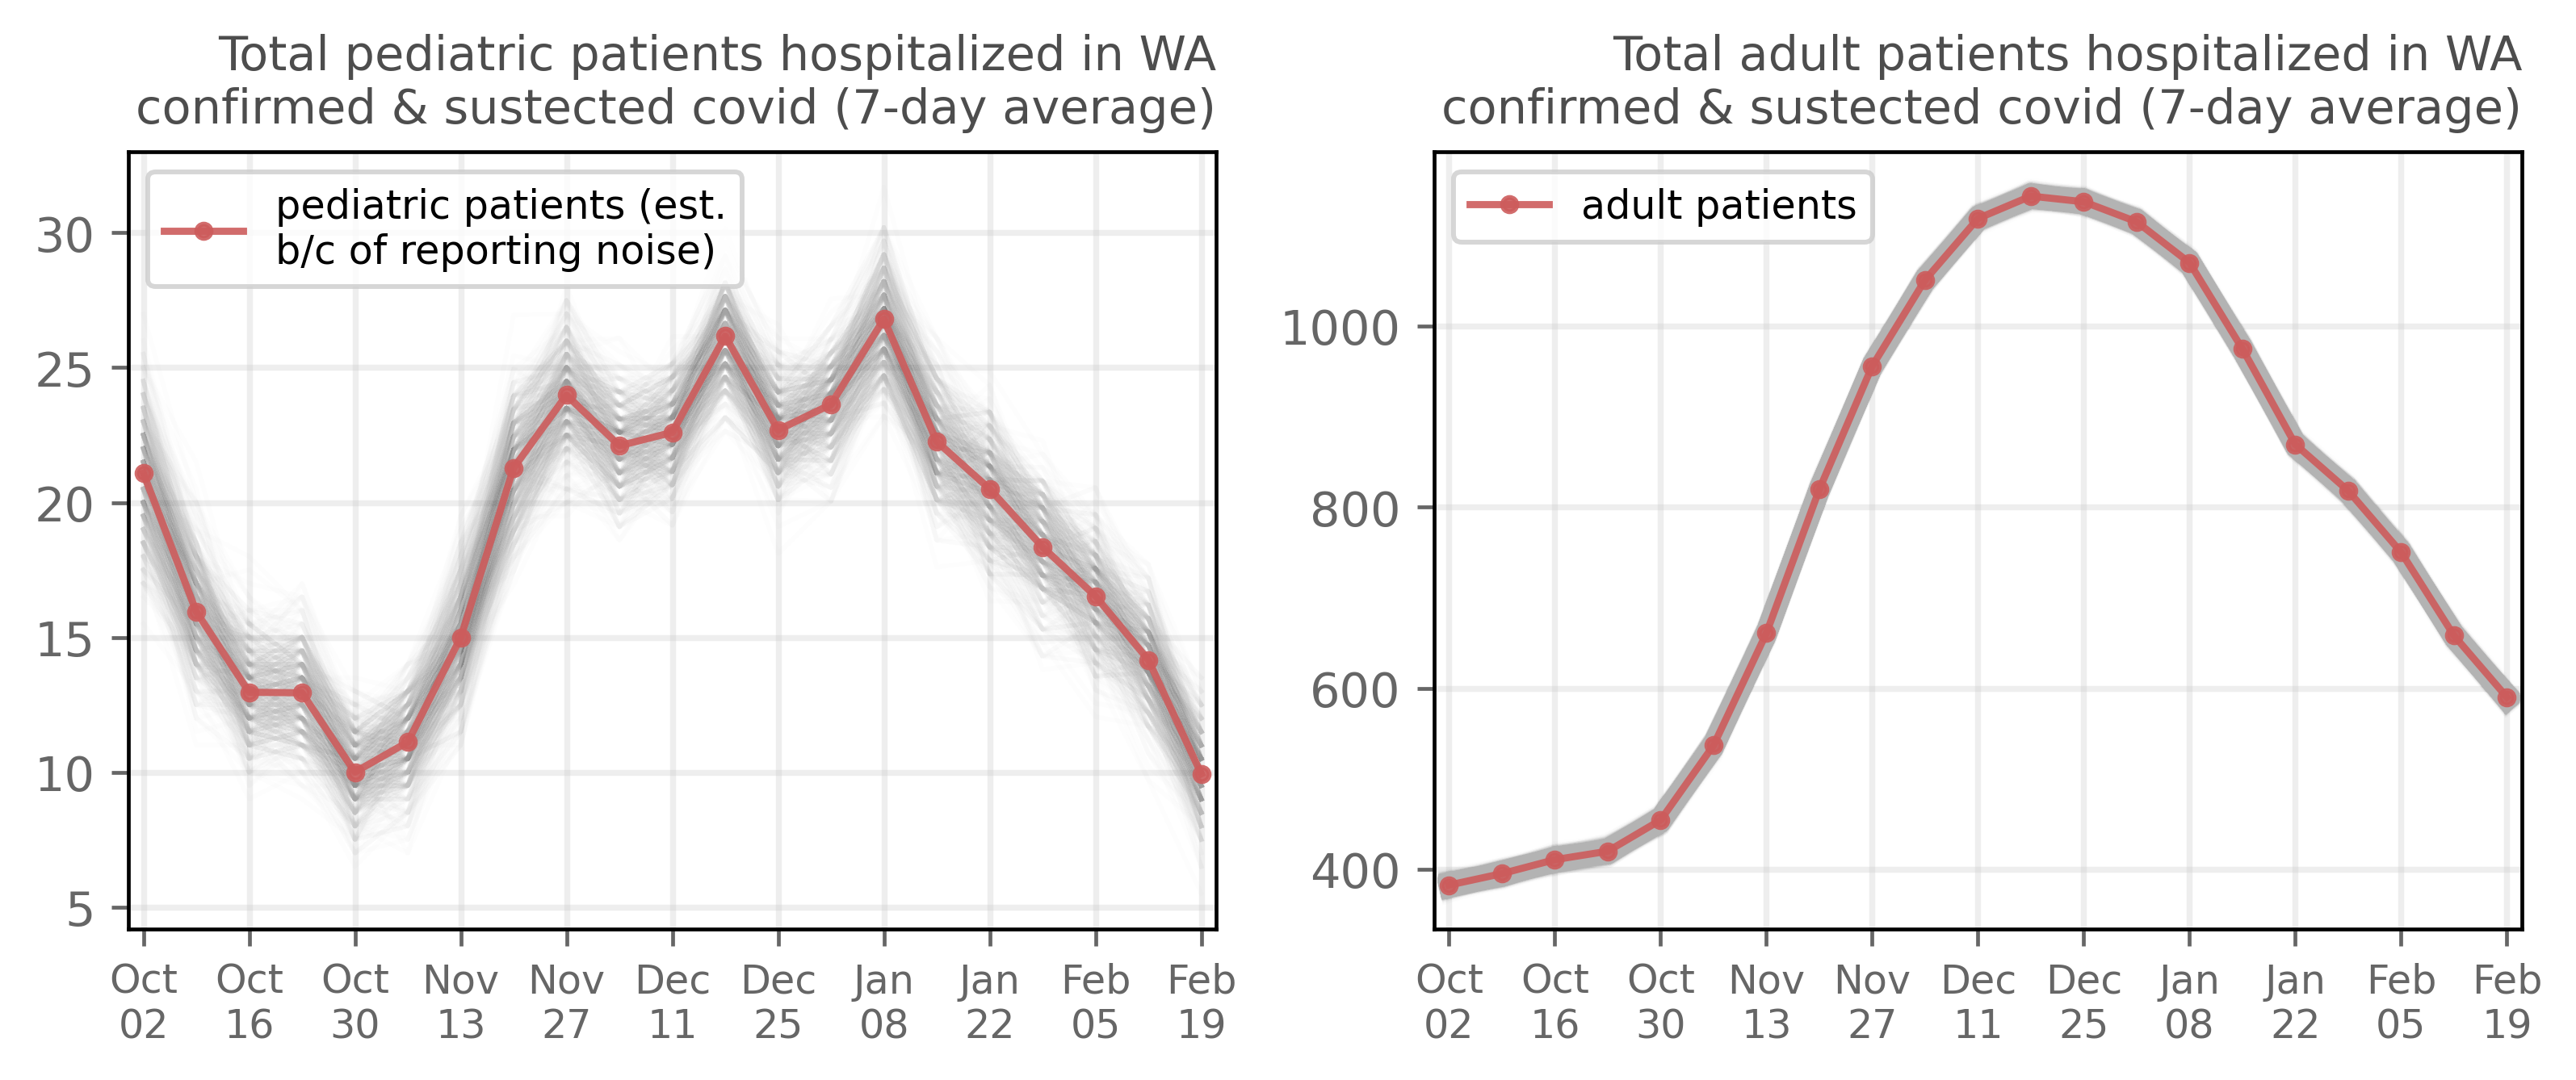 Total pediatric patients hospitalized in WA
confirmed & sustected covid (7-day average)
pediatric patients (est.
b/c of reporting noise)
30
25
20
15
10
5
Oct Oct Oct Nov Nov Dec Dec Jan Jan Feb Feb
02 16 30 13 27 11 25 08 22 05 19
Total adult patients hospitalized in WA
confirmed & sustected covid (7-day average)
adult patients
1000
800
600
400
Oct Oct Oct Nov Nov Dec Dec Jan Jan Feb Feb
02 16 30 13 27 11 25 08 22 05 19